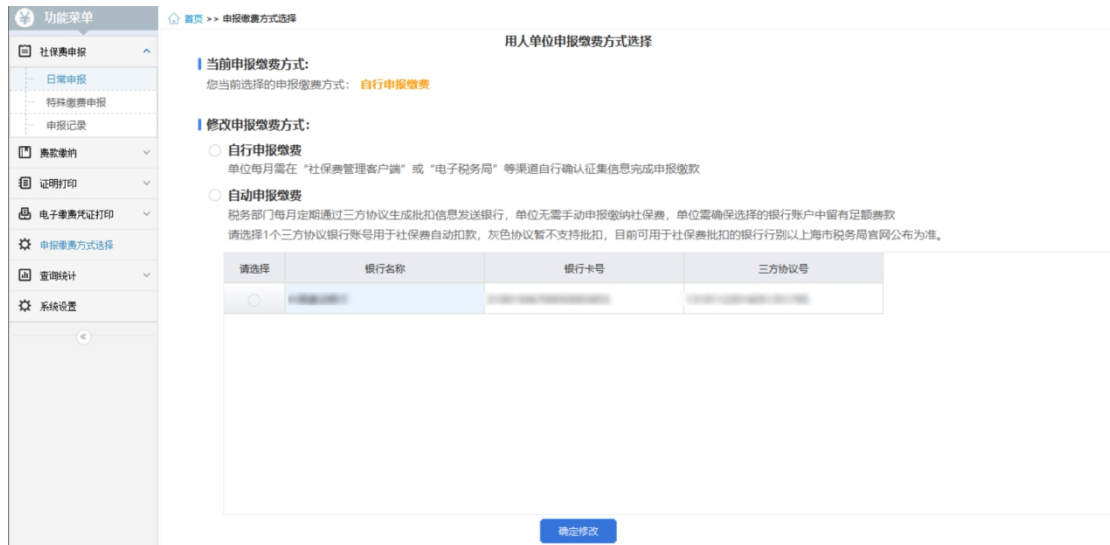 功能菜单
社保费申报
日常申报
特殊缴费申报
申报记录
费款缴纳
证明打印
电子缴费凭证打印
申报缴费方式选择
查询统计
系统设置
首页 >> 申报缴费方式选择
用人单位申报缴费方式选择
当前申报缴费方式：
您当前选择的申报缴费方式： 自行申报缴费
修改申报缴费方式：
自行申报缴费
单位每月需在“社保费管理客户端”或“电子税务局”等渠道自行确认征集信息完成申报缴款
自动申报缴费
税务部门每月定期通过三方协议生成批扣信息发送银行，单位无需手动申报缴纳社保费，单位需确保选择的银行账户中留有足额费款
请选择1个三方协议银行账号用于社保费自动扣款，灰色协议暂不支持批扣，目前可用于社保费批扣的银行行别以上海市税务局官网公布为准。
请选择 银行名称 银行卡号 三方协议号
确定修改